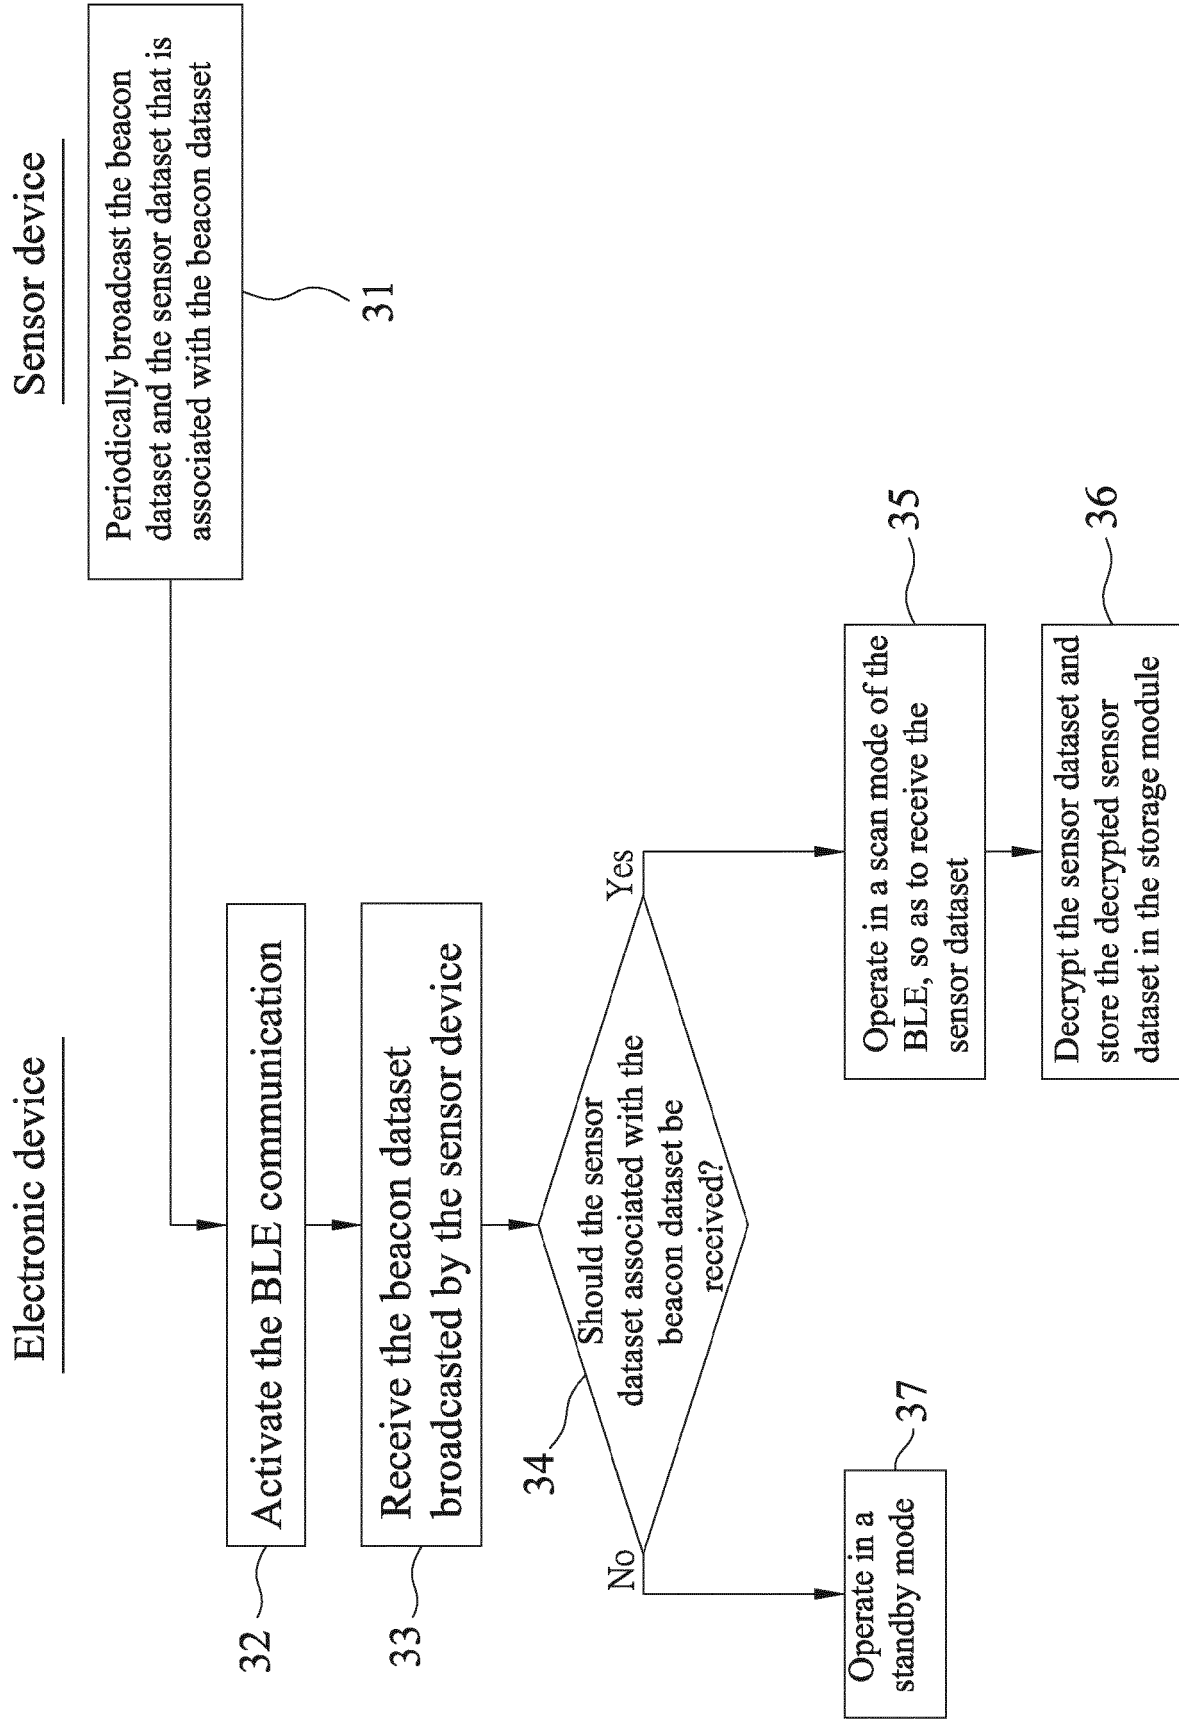 Electronic device
Sensor device
Periodically broadcast the beacon
dataset and the sensor dataset that is
associated with the beacon dataset
31
Activate the BLE communication
32
Receive the beacon dataset
broadcasted by the sensor device
33
Should the sensor
dataset associated with the
beacon dataset be
received?
34
No
Yes
Operate in a scan mode of the
BLE, so as to receive the
sensor dataset
35
Decrypt the sensor dataset and
store the decrypted sensor
dataset in the storage module
36
Operate in a
standby mode
37